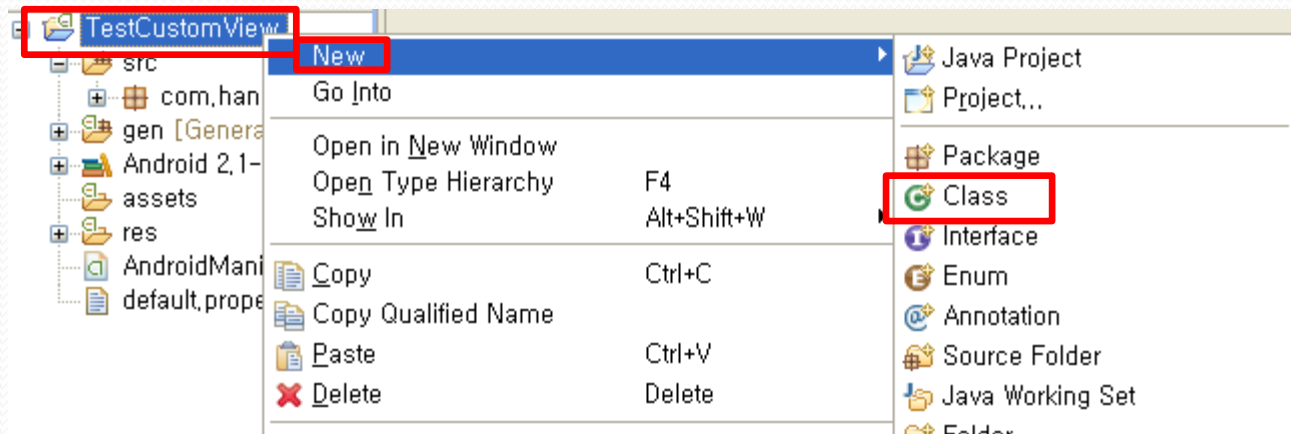 TestCustomView
src
com.han
gen [Genera
Android 2.1-
assets
res
AndroidMani
default.prope
New
Go Into
Open in New Window
Open Type Hierarchy F4
Show In Alt+Shift+W
Copy Ctrl+C
Copy Qualified Name
Paste Ctrl+V
Delete Delete
Java Project
Project...
Package
Class
Interface
Enum
Annotation
Source Folder
Java Working Set
Folder